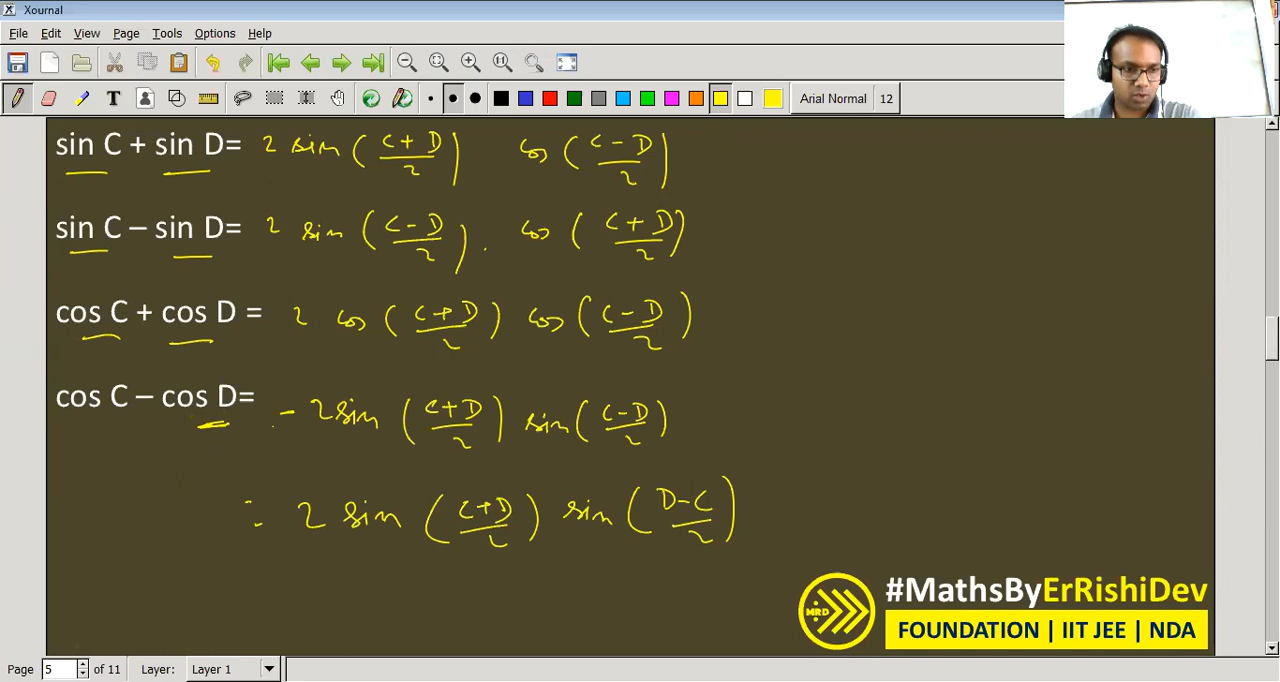 Xournal
File Edit View Page Tools Options Help
Arial Normal 12
sin C + sin D= 2 sin (C+D/2) cos (C-D/2)
sin C – sin D= 2 sin (C-D/2) . cos (C+D/2)
cos C + cos D = 2 cos (C+D/2) cos (C-D/2)
cos C – cos D= - 2 sin (C+D/2) sin (C-D/2)
= 2 sin (C+D/2) sin (D-C/2)
MRD
#MathsByErRishiDev
FOUNDATION | IIT JEE | NDA
Page 5 of 11 Layer: Layer 1